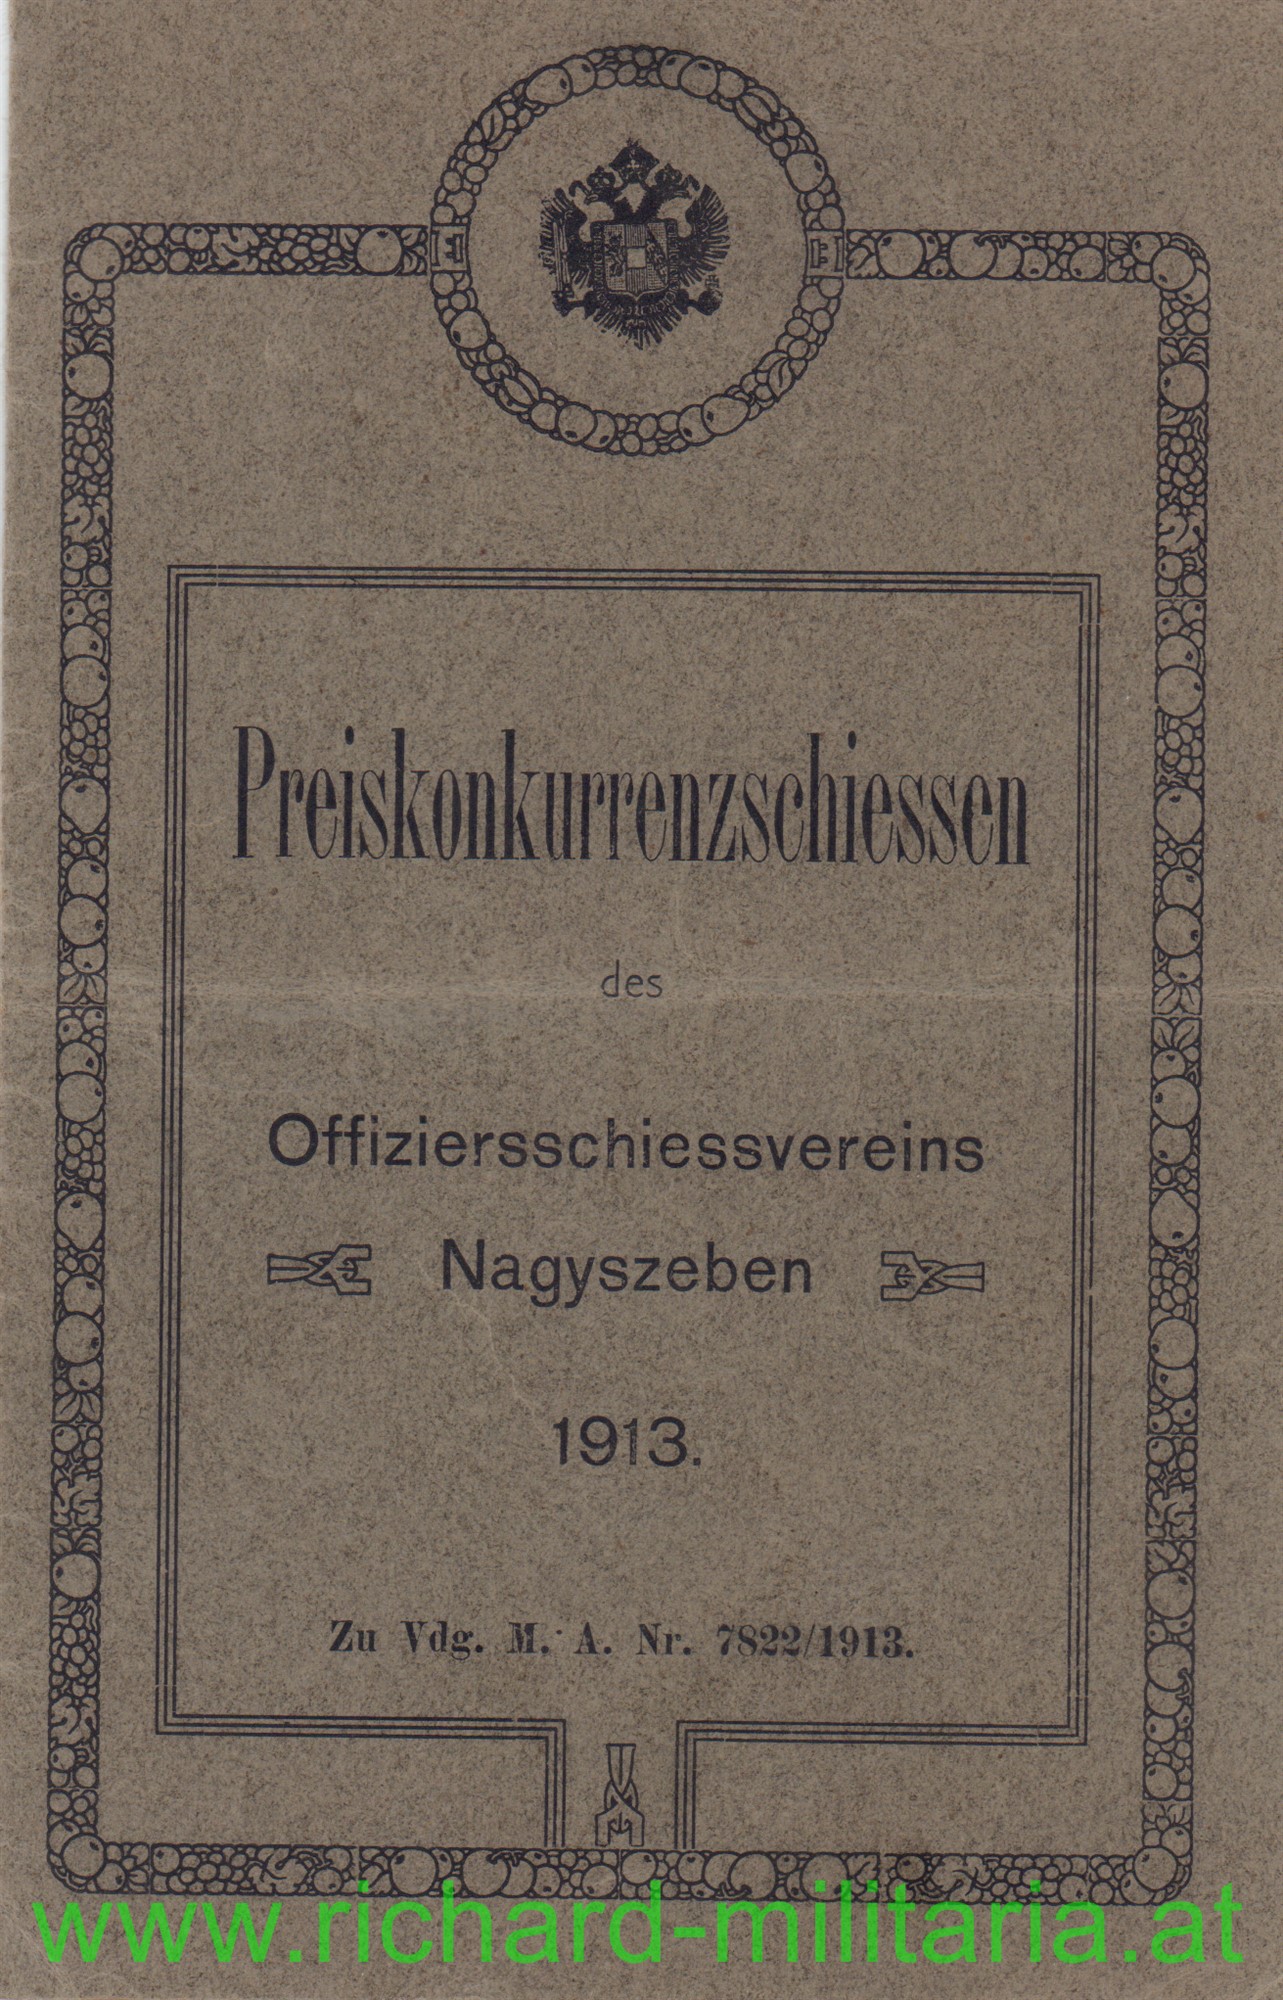 Preiskonkurrenzschiessen
des
Offiziersschiessvereins
Nagyszeben
1913.
Zu Vdg. M. A. Nr. 7822/1913.
www.richard-militaria.at